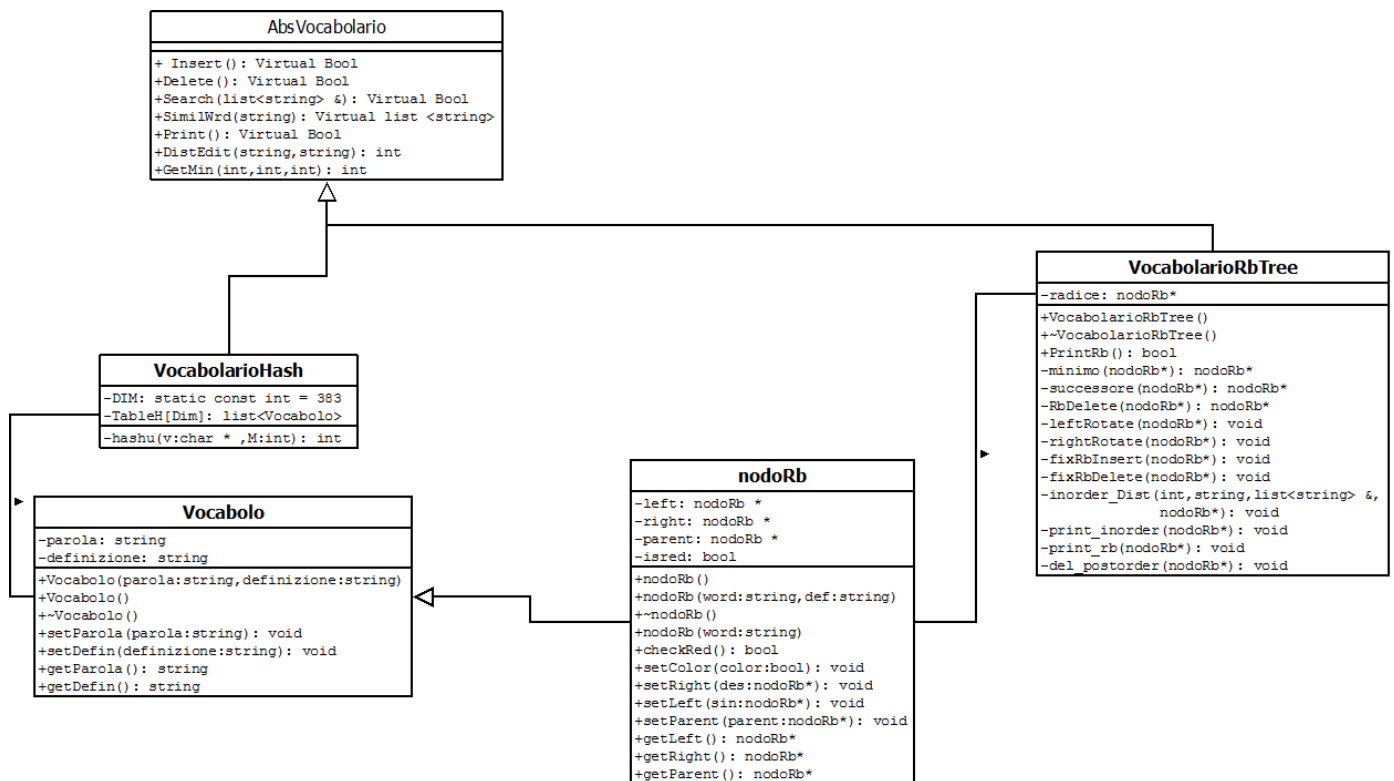 AbsVocabolario
+ Insert(): Virtual Bool
+Delete(): Virtual Bool
+Search(list<string> &): Virtual Bool
+SimilWrd(string): Virtual list <string>
+Print(): Virtual Bool
+DistEdit(string,string): int
+GetMin(int,int,int): int
VocabolarioRbTree
-radice: nodoRb*
+VocabolarioRbTree()
+~VocabolarioRbTree()
+PrintRb(): bool
-minimo(nodoRb*): nodoRb*
-successore(nodoRb*): nodoRb*
-RbDelete(nodoRb*): nodoRb*
-leftRotate(nodoRb*): void
-rightRotate(nodoRb*): void
-fixRbInsert(nodoRb*): void
-fixRbDelete(nodoRb*): void
-inorder_Dist(int,string,list<string> &,
nodoRb*): void
-print_inorder(nodoRb*): void
-print_rb(nodoRb*): void
-del_postorder(nodoRb*): void
VocabolarioHash
-DIM: static const int = 383
-TableH[Dim]: list<Vocabolo>
-hashu(v:char * ,M:int): int
Vocabolo
-parola: string
-definizione: string
+Vocabolo(parola:string,definizione:string)
+Vocabolo()
+~Vocabolo()
+setParola(parola:string): void
+setDefin(definizione:string): void
+getParola(): string
+getDefin(): string
nodoRb
-left: nodoRb *
-right: nodoRb *
-parent: nodoRb *
-isred: bool
+nodoRb()
+nodoRb(word:string,def:string)
+~nodoRb()
+nodoRb(word:string)
+checkRed(): bool
+setColor(color:bool): void
+setRight(des:nodoRb*): void
+setLeft(sin:nodoRb*): void
+setParent(parent:nodoRb*): void
+getLeft(): nodoRb*
+getRight(): nodoRb*
+getParent(): nodoRb*